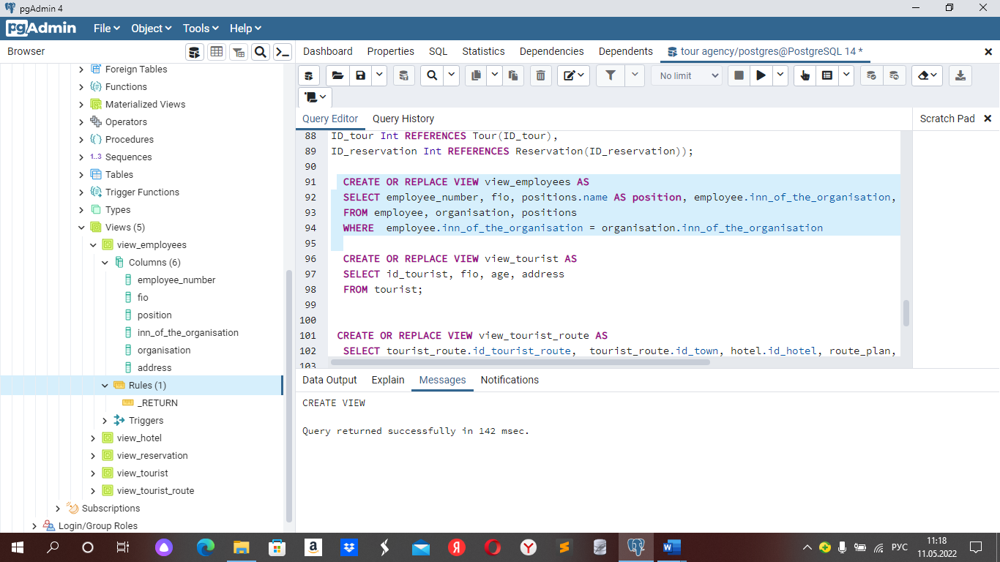 pgAdmin 4
pgAdmin
File Object Tools Help
Browser
Dashboard Properties SQL Statistics Dependencies Dependents tour agency/postgres@PostgreSQL 14 *
No limit
Foreign Tables
Functions
Materialized Views
Operators
Procedures
1..3 Sequences
Tables
Trigger Functions
Types
Views (5)
view_employees
Columns (6)
employee_number
fio
position
inn_of_the_organisation
organisation
address
Rules (1)
_RETURN
Triggers
view_hotel
view_reservation
view_tourist
view_tourist_route
Subscriptions
Login/Group Roles
Query Editor Query History
Scratch Pad
88 ID_tour Int REFERENCES Tour(ID_tour),
89 ID_reservation Int REFERENCES Reservation(ID_reservation));
90
91 CREATE OR REPLACE VIEW view_employees AS
92 SELECT employee_number, fio, positions.name AS position, employee.inn_of_the_organisation,
93 FROM employee, organisation, positions
94 WHERE  employee.inn_of_the_organisation = organisation.inn_of_the_organisation
95
96 CREATE OR REPLACE VIEW view_tourist AS
97 SELECT id_tourist, fio, age, address
98 FROM tourist;
99
100
101 CREATE OR REPLACE VIEW view_tourist_route AS
102 SELECT tourist_route.id_tourist_route,  tourist_route.id_town, hotel.id_hotel, route_plan,
103
Data Output Explain Messages Notifications
CREATE VIEW
Query returned successfully in 142 msec.
РУС
11:18
11.05.2022